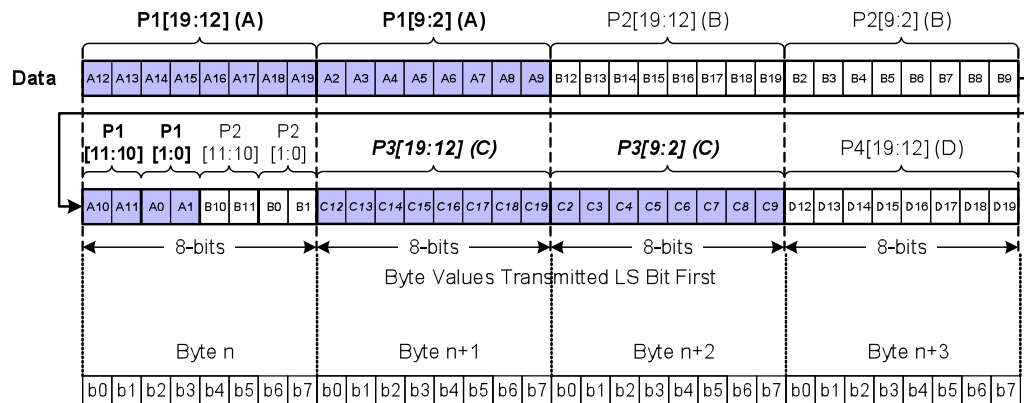 P1[19:12] (A) P1[9:2] (A) P2[19:12] (B) P2[9:2] (B)
Data A12 A13 A14 A15 A16 A17 A18 A19 A2 A3 A4 A5 A6 A7 A8 A9 B12 B13 B14 B15 B16 B17 B18 B19 B2 B3 B4 B5 B6 B7 B8 B9
P1 P1 P2 P2
[11:10] [1:0] [11:10] [1:0] P3[19:12] (C) P3[9:2] (C) P4[19:12] (D)
A10 A11 A0 A1 B10 B11 B0 B1 C12 C13 C14 C15 C16 C17 C18 C19 C2 C3 C4 C5 C6 C7 C8 C9 D12 D13 D14 D15 D16 D17 D18 D19
8-bits 8-bits 8-bits 8-bits
Byte Values Transmitted LS Bit First
Byte n Byte n+1 Byte n+2 Byte n+3
b0 b1 b2 b3 b4 b5 b6 b7 b0 b1 b2 b3 b4 b5 b6 b7 b0 b1 b2 b3 b4 b5 b6 b7 b0 b1 b2 b3 b4 b5 b6 b7